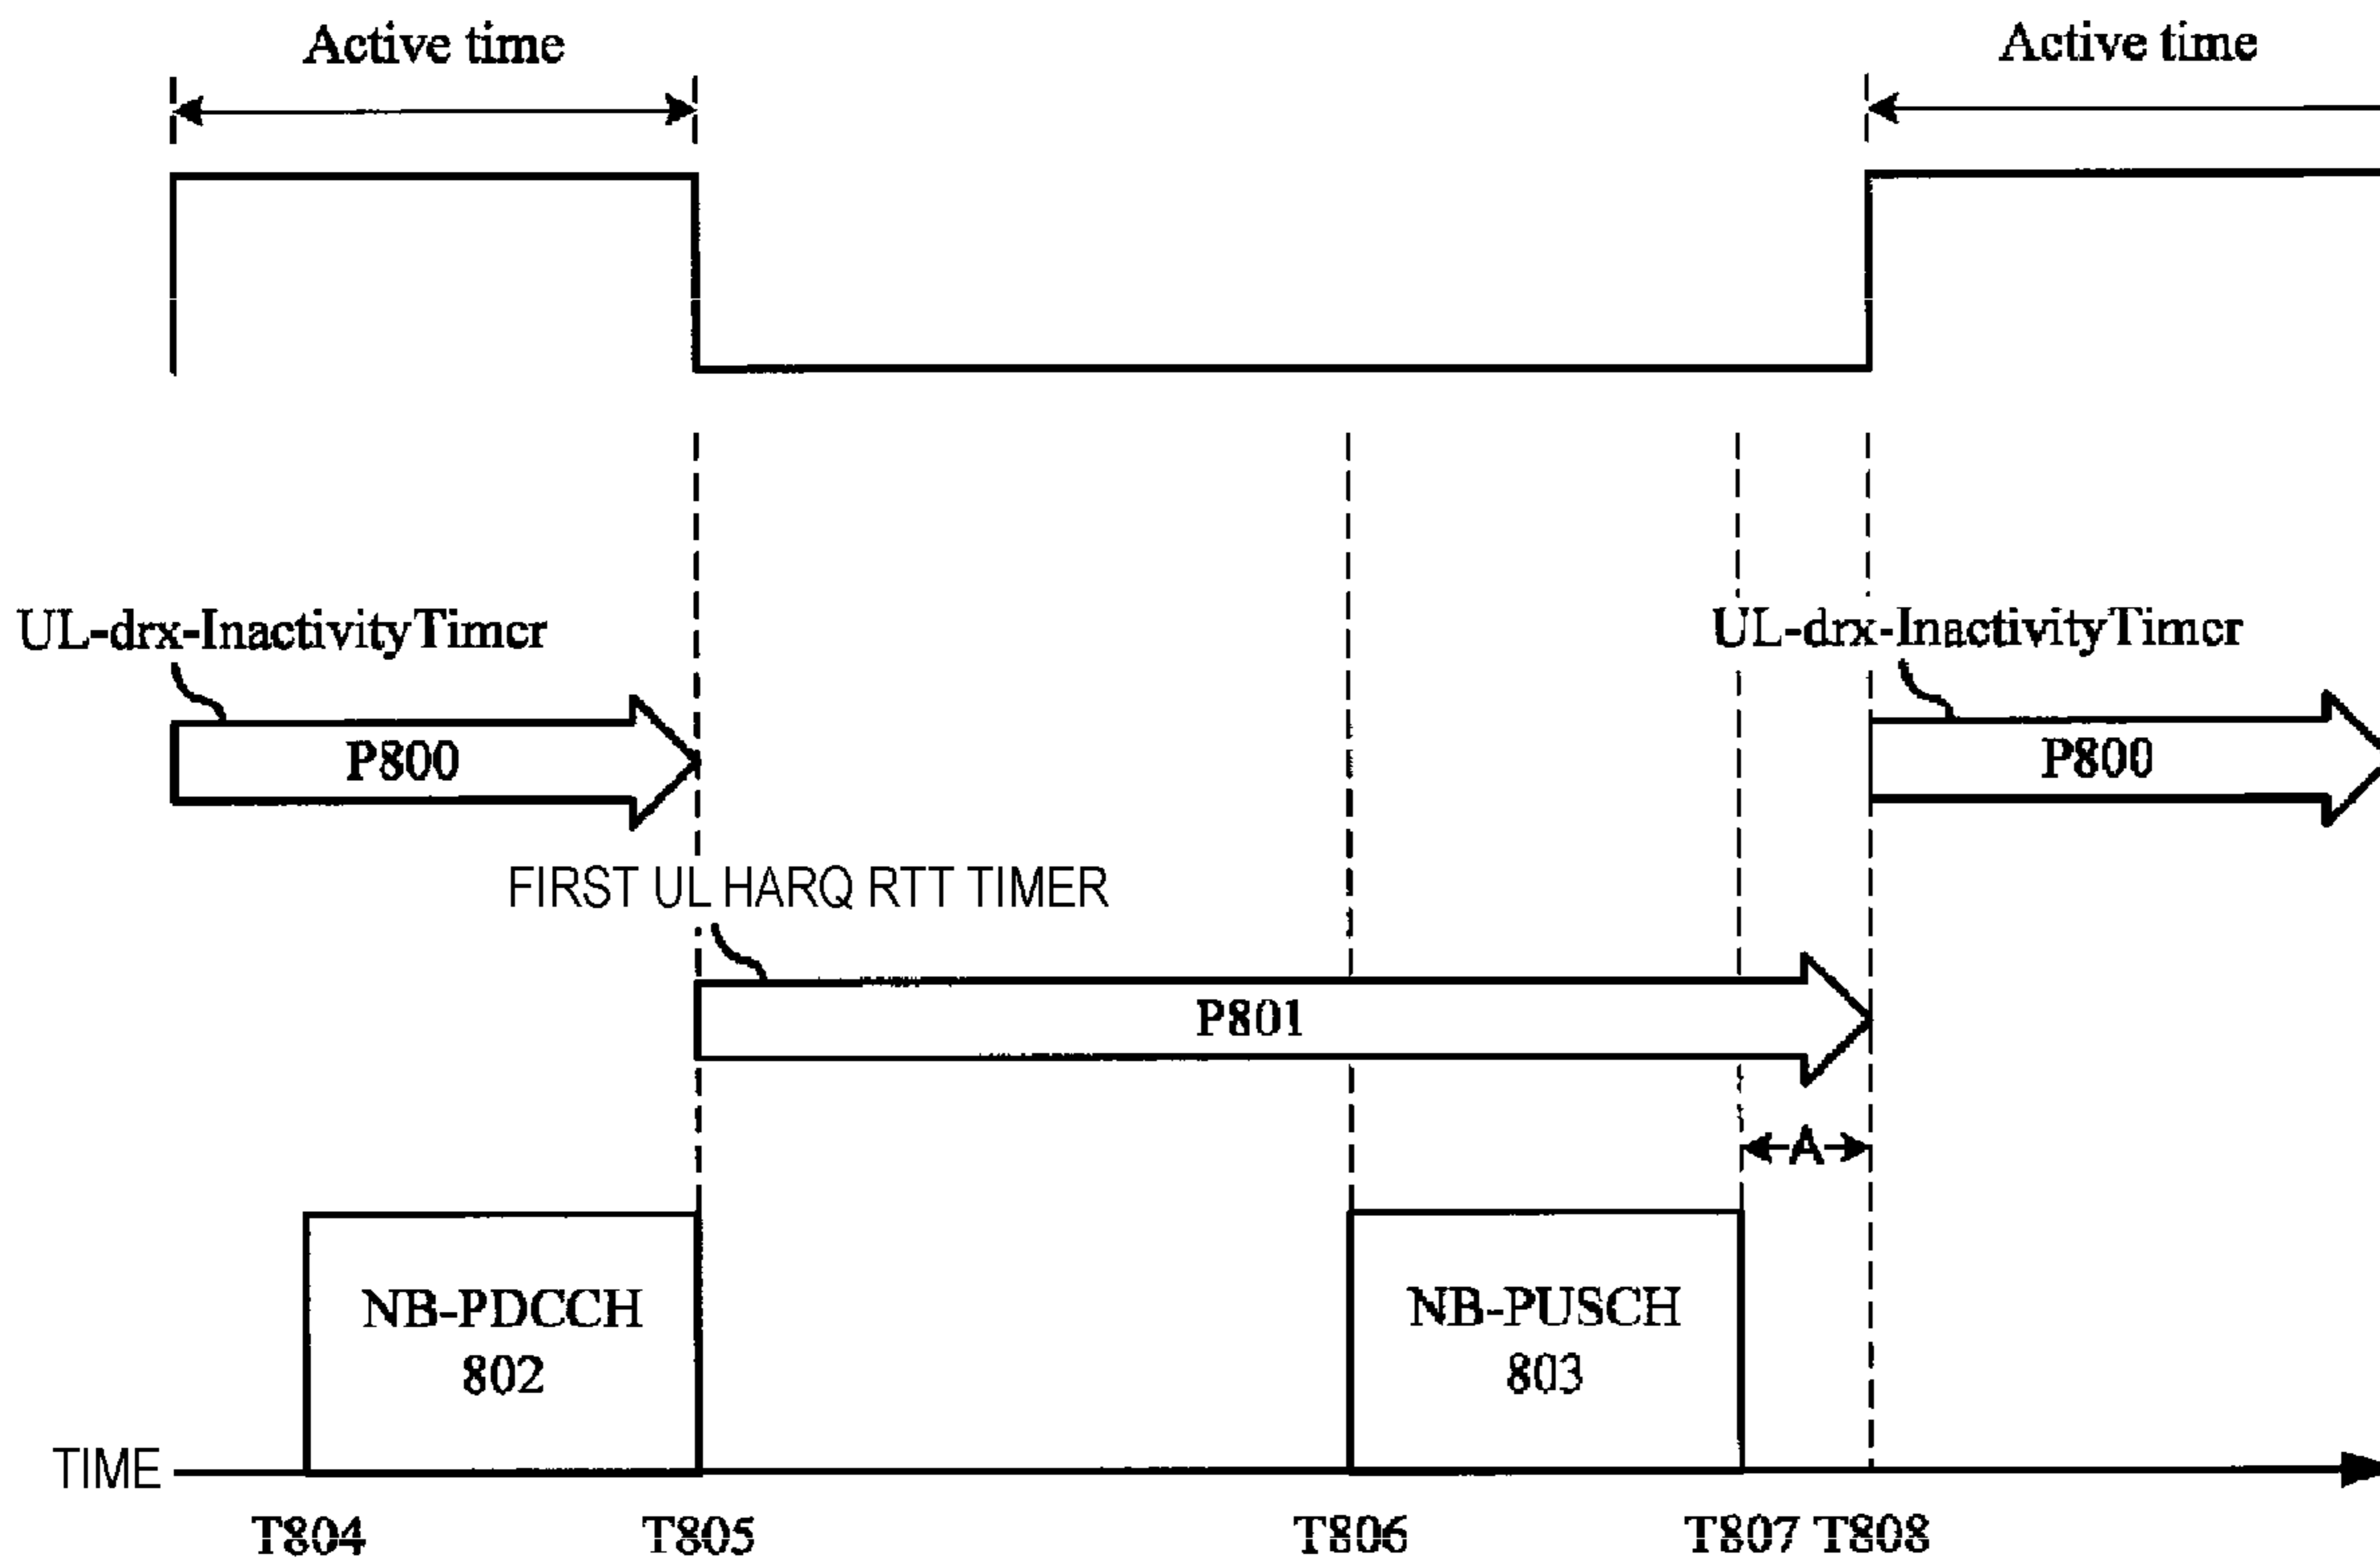 Active time
Active time
UL-drx-InactivityTimer
UL-drx-InactivityTimer
P800
P800
FIRST UL HARQ RTT TIMER
P801
A
NB-PDCCH
802
NB-PUSCH
803
TIME
T804
T805
T806
T807
T808